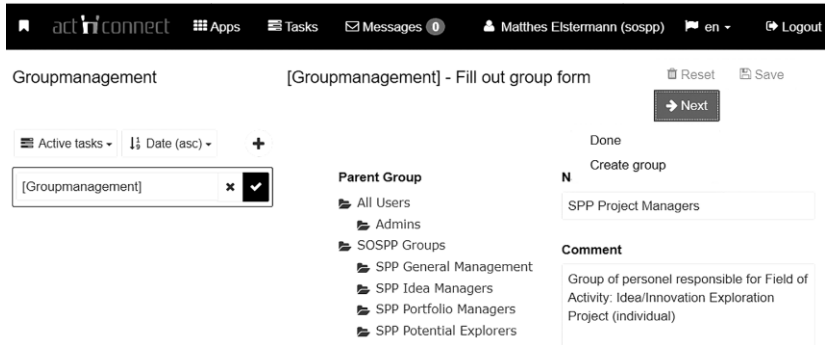 act'n'connect Apps Tasks Messages 0 Matthes Elstermann (sospp) en Logout
Groupmanagement
[Groupmanagement] - Fill out group form
Reset Save
Next
Active tasks Date (asc)
Done
Create group
[Groupmanagement]
Parent Group
All Users
Admins
SOSPP Groups
SPP General Management
SPP Idea Managers
SPP Portfolio Managers
SPP Potential Explorers
N
SPP Project Managers
Comment
Group of personel responsible for Field of
Activity: Idea/Innovation Exploration
Project (individual)